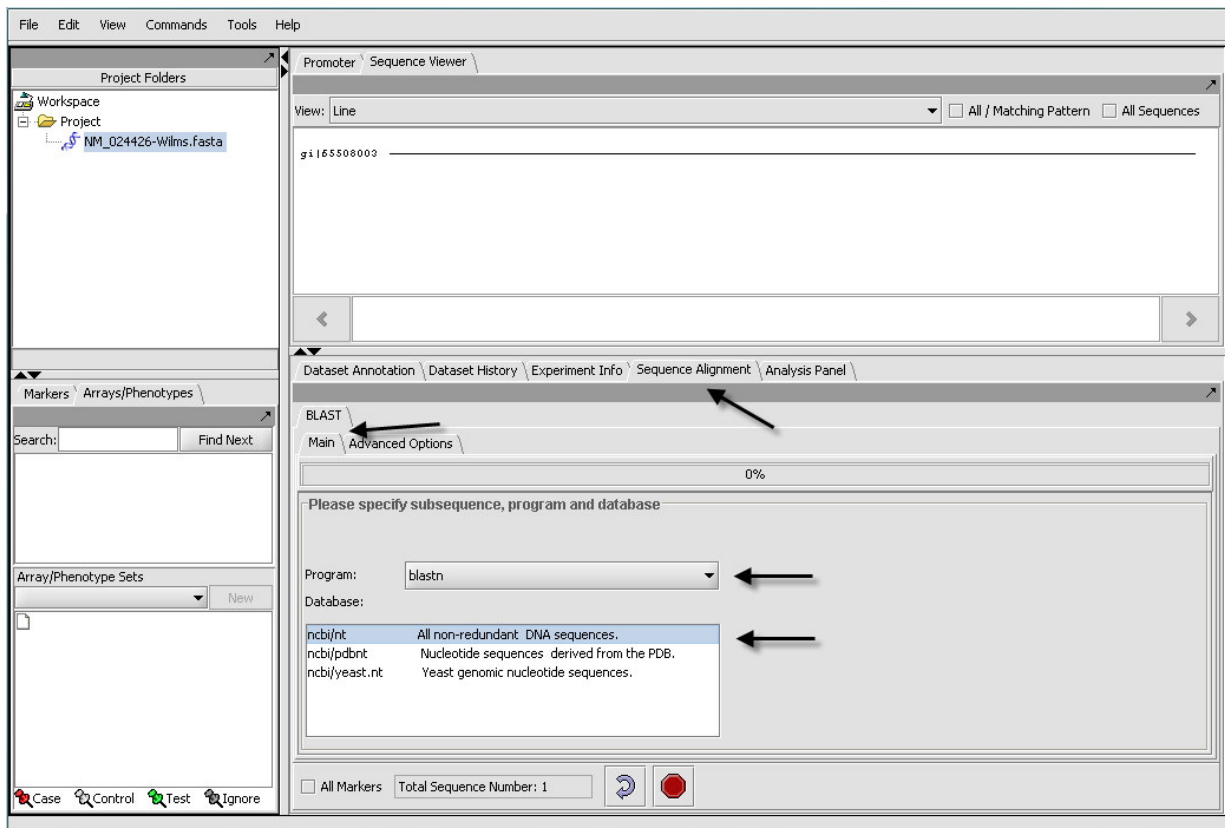 File Edit View Commands Tools Help
Project Folders
Workspace
Project
NM_024426-Wilms.fasta
Markers Arrays/Phenotypes
Search: Find Next
Array/Phenotype Sets
New
Case Control Test Ignore
Promoter Sequence Viewer
View: Line All / Matching Pattern All Sequences
gi|65508003
Dataset Annotation Dataset History Experiment Info Sequence Alignment Analysis Panel
BLAST
Main Advanced Options
0%
Please specify subsequence, program and database
Program: blastn
Database:
ncbi/nt All non-redundant DNA sequences.
ncbi/pdbnt Nucleotide sequences derived from the PDB.
ncbi/yeast.nt Yeast genomic nucleotide sequences.
All Markers Total Sequence Number: 1